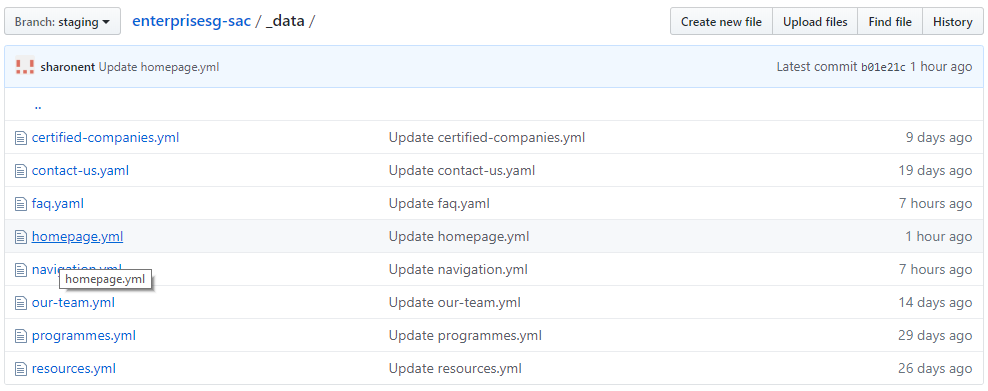 Branch: staging enterprisesg-sac / _data / Create new file Upload files Find file History
sharonent Update homepage.yml Latest commit b01e21c 1 hour ago
..
certified-companies.yml Update certified-companies.yml 9 days ago
contact-us.yaml Update contact-us.yaml 19 days ago
faq.yaml Update faq.yaml 7 hours ago
homepage.yml Update homepage.yml 1 hour ago
navigation.yml Update navigation.yml 7 hours ago
homepage.yml
our-team.yml Update our-team.yml 14 days ago
programmes.yml Update programmes.yml 29 days ago
resources.yml Update resources.yml 26 days ago